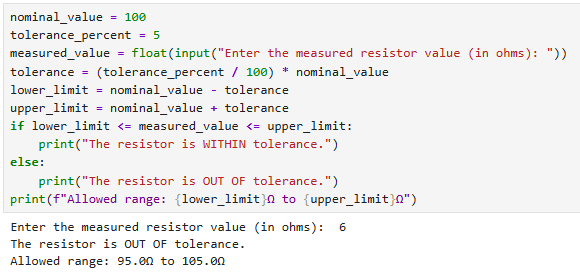 nominal_value = 100
tolerance_percent = 5
measured_value = float(input("Enter the measured resistor value (in ohms): "))
tolerance = (tolerance_percent / 100) * nominal_value
lower_limit = nominal_value - tolerance
upper_limit = nominal_value + tolerance
if lower_limit <= measured_value <= upper_limit:
    print("The resistor is WITHIN tolerance.")
else:
    print("The resistor is OUT OF tolerance.")
print(f"Allowed range: {lower_limit}Ω to {upper_limit}Ω")
Enter the measured resistor value (in ohms):  6
The resistor is OUT OF tolerance.
Allowed range: 95.0Ω to 105.0Ω